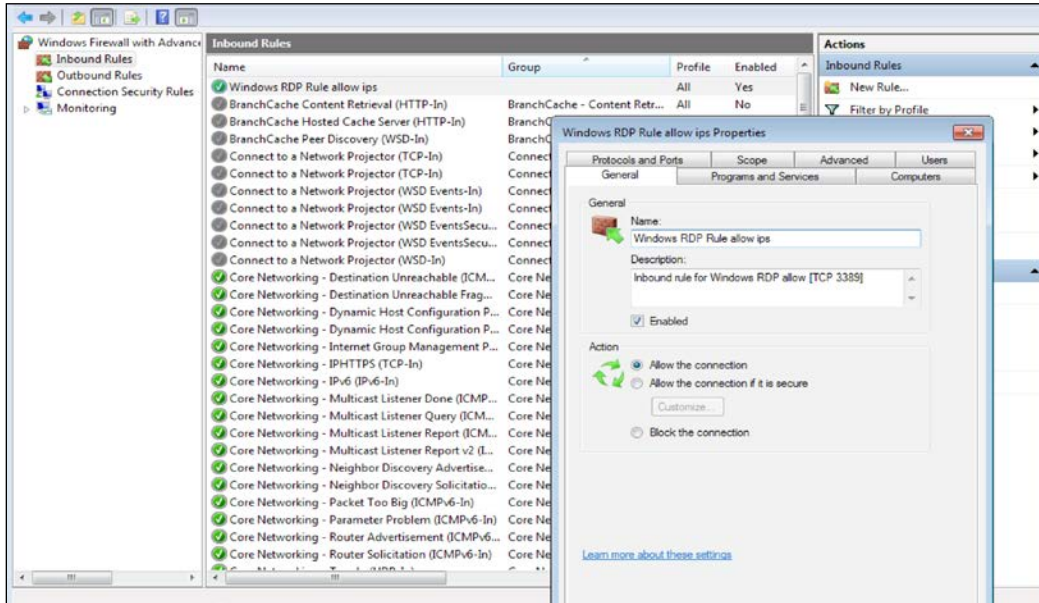 Windows Firewall with Advance
Inbound Rules
Outbound Rules
Connection Security Rules
Monitoring
Inbound Rules
Name Group Profile Enabled
Windows RDP Rule allow ips All Yes
BranchCache Content Retrieval (HTTP-In) BranchCache - Content Retr... All No
BranchCache Hosted Cache Server (HTTP-In) BranchC
BranchCache Peer Discovery (WSD-In) BranchC
Connect to a Network Projector (TCP-In) Connect
Connect to a Network Projector (TCP-In) Connect
Connect to a Network Projector (WSD Events-In) Connect
Connect to a Network Projector (WSD Events-In) Connect
Connect to a Network Projector (WSD EventsSecu... Connect
Connect to a Network Projector (WSD EventsSecu... Connect
Connect to a Network Projector (WSD-In) Connect
Core Networking - Destination Unreachable (ICM... Core Ne
Core Networking - Destination Unreachable Frag... Core Ne
Core Networking - Dynamic Host Configuration P... Core Ne
Core Networking - Dynamic Host Configuration P... Core Ne
Core Networking - Internet Group Management P... Core Ne
Core Networking - IPHTTPS (TCP-In) Core Ne
Core Networking - IPv6 (IPv6-In) Core Ne
Core Networking - Multicast Listener Done (ICMP... Core Ne
Core Networking - Multicast Listener Query (ICM... Core Ne
Core Networking - Multicast Listener Report (ICM... Core Ne
Core Networking - Multicast Listener Report v2 (I... Core Ne
Core Networking - Neighbor Discovery Advertise... Core Ne
Core Networking - Neighbor Discovery Solicitatio... Core Ne
Core Networking - Packet Too Big (ICMPv6-In) Core Ne
Core Networking - Parameter Problem (ICMPv6-In) Core Ne
Core Networking - Router Advertisement (ICMPv6... Core Ne
Core Networking - Router Solicitation (ICMPv6-In) Core Ne
Actions
Inbound Rules
New Rule...
Filter by Profile
Windows RDP Rule allow ips Properties
Protocols and Ports Scope Advanced Users
General Programs and Services Computers
General
Name:
Windows RDP Rule allow ips
Description:
Inbound rule for Windows RDP allow [TCP 3389]
Enabled
Action
Allow the connection
Allow the connection if it is secure
Customize...
Block the connection
Learn more about these settings